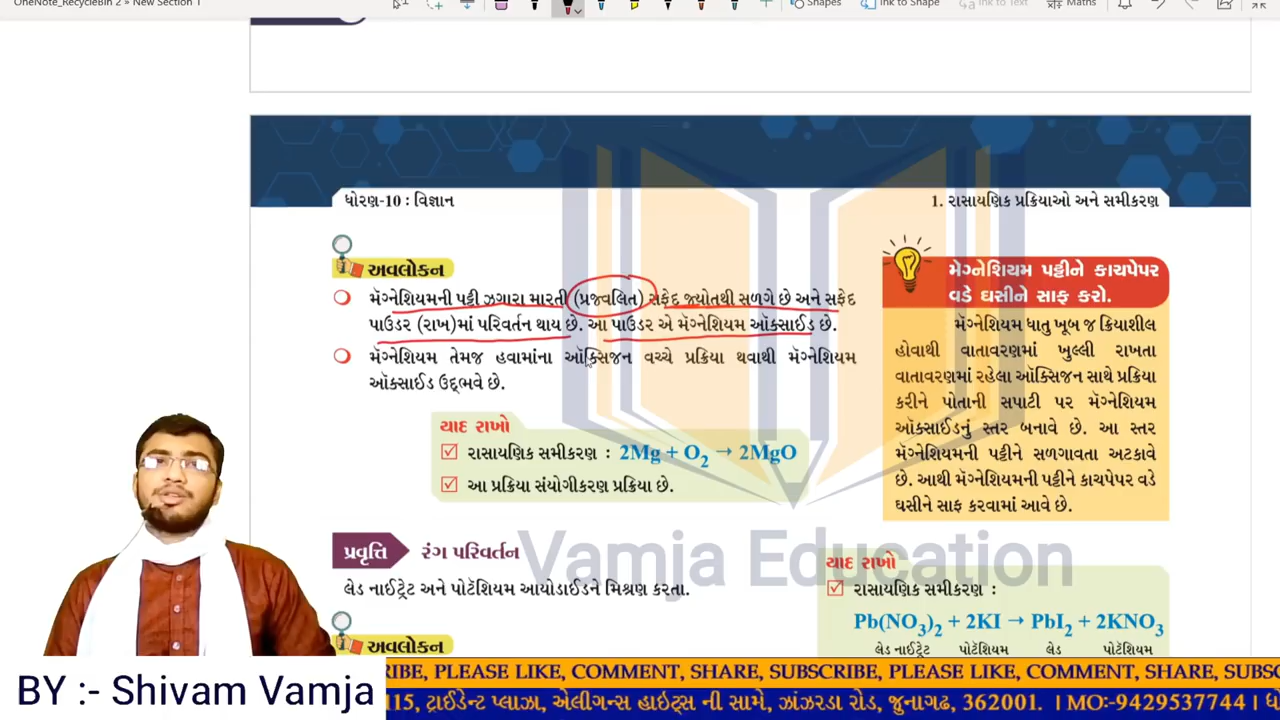 OneNote_RecycleBin 2 » New Section 1
Shapes
Ink to Shape
Ink to Text
Maths
ધોરણ-10 : વિજ્ઞાન
1. રાસાયણિક પ્રક્રિયાઓ અને સમીકરણ
અવલોકન
મૅગ્નેશિયમની પટ્ટી ઝગારા મારતી (પ્રજ્વલિત) સફેદ જ્યોતથી સળગે છે અને સફેદ
પાઉડર (રાખ)માં પરિવર્તન થાય છે. આ પાઉડર એ મૅગ્નેશિયમ ઑક્સાઈડ છે.
મૅગ્નેશિયમ તેમજ હવામાંના ઑક્સિજન વચ્ચે પ્રક્રિયા થવાથી મૅગ્નેશિયમ
ઑક્સાઈડ ઉદ્ભવે છે.
યાદ રાખો
રાસાયણિક સમીકરણ : 2Mg + O₂ → 2MgO
આ પ્રક્રિયા સંયોગીકરણ પ્રક્રિયા છે.
મેગ્નેશિયમ પટ્ટીને કાચપેપર
વડે ઘસીને સાફ કરો.
મૅગ્નેશિયમ ધાતુ ખૂબ જ ક્રિયાશીલ
હોવાથી વાતાવરણમાં ખુલ્લી રાખતા
વાતાવરણમાં રહેલા ઑક્સિજન સાથે પ્રક્રિયા
કરીને પોતાની સપાટી પર મૅગ્નેશિયમ
ઑક્સાઈડનું સ્તર બનાવે છે. આ સ્તર
મૅગ્નેશિયમની પટ્ટીને સળગાવતા અટકાવે
છે. આથી મૅગ્નેશિયમની પટ્ટીને કાચપેપર વડે
ઘસીને સાફ કરવામાં આવે છે.
પ્રવૃત્તિ રંગ પરિવર્તન
Vamja Education
લેડ નાઈટ્રેટ અને પોટૅશિયમ આયોડાઈડને મિશ્રણ કરતા.
અવલોકન
યાદ રાખો
રાસાયણિક સમીકરણ :
Pb(NO₃)₂ + 2KI → PbI₂ + 2KNO₃
લેડ નાઈટ્રેટ પોટૅશિયમ લેડ પોટૅશિયમ
RIBE, PLEASE LIKE, COMMENT, SHARE, SUBSCRIBE, PLEASE LIKE, COMMENT, SHARE, SUBSC
115, ટ્રાઈડેન્ટ પ્લાઝા, એલીગન્સ હાઇટ્સ ની સામે, ઝાંઝરડા રોડ, જુનાગઢ, 362001. । MO:-9429537744 ।
BY :- Shivam Vamja